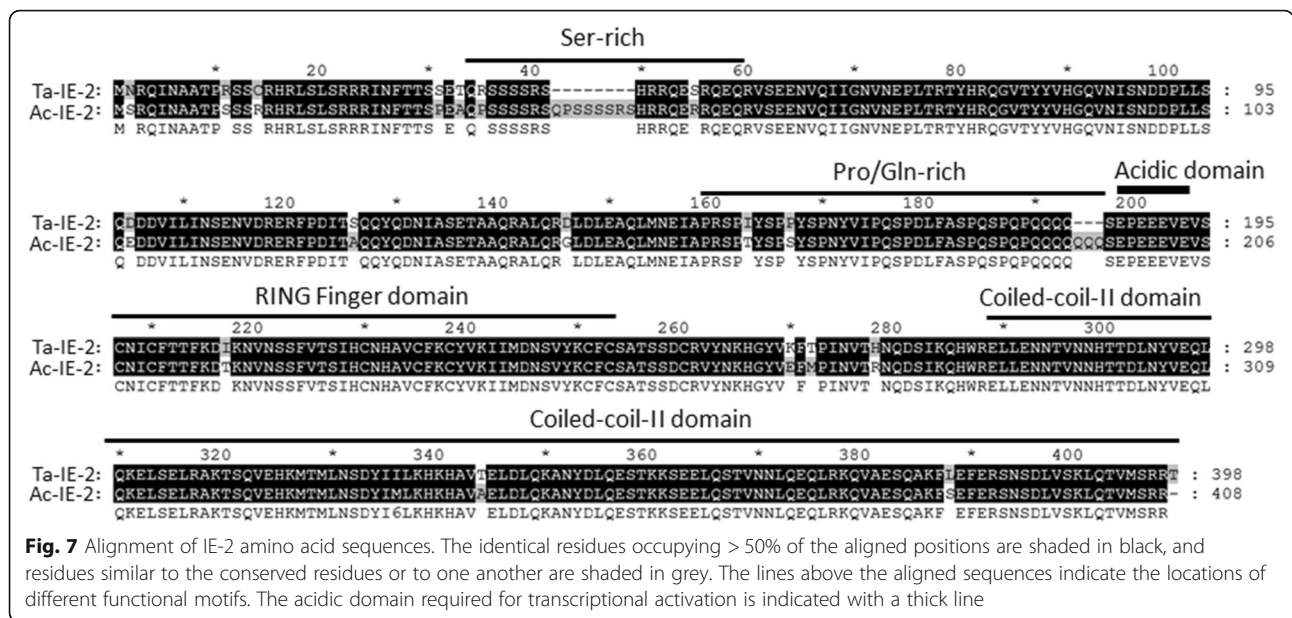 Ser-rich
* 20 * 40 * 60 * 80 * 100
Ta-IE-2: MNRQINAATPRSSCRHRLSLSRRRINFTTSSETQRSSSSRS--------HRRQESRQEQRVSEENVQIIGNVNEPLTRTYHRQGVTYYVHGQVNISNDDPLLS : 95
Ac-IE-2: MSRQINAATPSSSRRHRLSLSRRRINFTTSPEAQPSSSSRSQPSSSSRSHRRQERRQEQRVSEENVQIIGNVNEPLTRTYHRQGVTYYVHGQVNISNDDPLLS : 103
M RQINAATP SS RHRLSLSRRRINFTTS E Q SSSSRS HRRQE RQEQRVSEENVQIIGNVNEPLTRTYHRQGVTYYVHGQVNISNDDPLLS
Pro/Gln-rich Acidic domain
* 120 * 140 * 160 * 180 * 200
Ta-IE-2: QDDDVILINSENVDRERFPDITSQQYQDNIASETAAQRALQRDLDLEAQLMNEIAPRSPIYSPPYSPNYVIPQSPDLFASPQSPQPQQQQ---SEPEEEVEVS : 195
Ac-IE-2: QEDDVILINSENVDRERFPDITAQQYQDNIASETAAQRALQRGLDLEAQLMNEIAPRSPTYSPSYSPNYVIPQSPDLFASPQSPQPQQQQQQQSEPEEEVEVS : 206
Q DDVILINSENVDRERFPDIT QQYQDNIASETAAQRALQR LDLEAQLMNEIAPRSP YSP YSPNYVIPQSPDLFASPQSPQPQQQQ SEPEEEVEVS
RING Finger domain Coiled-coil-II domain
* 220 * 240 * 260 * 280 * 300
Ta-IE-2: CNICFTTFKDIKNVNSSFVTSIHCNHAVCFKCYVKIIMDNSVYKCFCSATSSDCRVYNKHGYVKFTPINVTHNQDSIKQHWRELLENNTVNNHTTDLNYVEQL : 298
Ac-IE-2: CNICFTTFKDTKNVNSSFVTSIHCNHAVCFKCYVKIIMDNSVYKCFCSATSSDCRVYNKHGYVEFMPINVTRNQDSIKQHWRELLENNTVNNHTTDLNYVEQL : 309
CNICFTTFKD KNVNSSFVTSIHCNHAVCFKCYVKIIMDNSVYKCFCSATSSDCRVYNKHGYV F PINVT NQDSIKQHWRELLENNTVNNHTTDLNYVEQL
Coiled-coil-II domain
* 320 * 340 * 360 * 380 * 400
Ta-IE-2: QKELSELRAKTSQVEHKMTMLNSDYIILKHKHAVTELDLQKANYDLQESTKKSEELQSTVNNLQEQLRKQVAESQAKFLEFERSNSDLVSKLQTVMSRRT : 398
Ac-IE-2: QKELSELRAKTSQVEHKMTMLNSDYIMLKHKHAVAELDLQKANYDLQESTKKSEELQSTVNNLQEQLRKQVAESQAKFSEFERSNSDLVSKLQTVMSRR- : 408
QKELSELRAKTSQVEHKMTMLNSDYI6LKHKHAV ELDLQKANYDLQESTKKSEELQSTVNNLQEQLRKQVAESQAKF EFERSNSDLVSKLQTVMSRR
Fig. 7 Alignment of IE-2 amino acid sequences. The identical residues occupying > 50% of the aligned positions are shaded in black, and
residues similar to the conserved residues or to one another are shaded in grey. The lines above the aligned sequences indicate the locations of
different functional motifs. The acidic domain required for transcriptional activation is indicated with a thick line